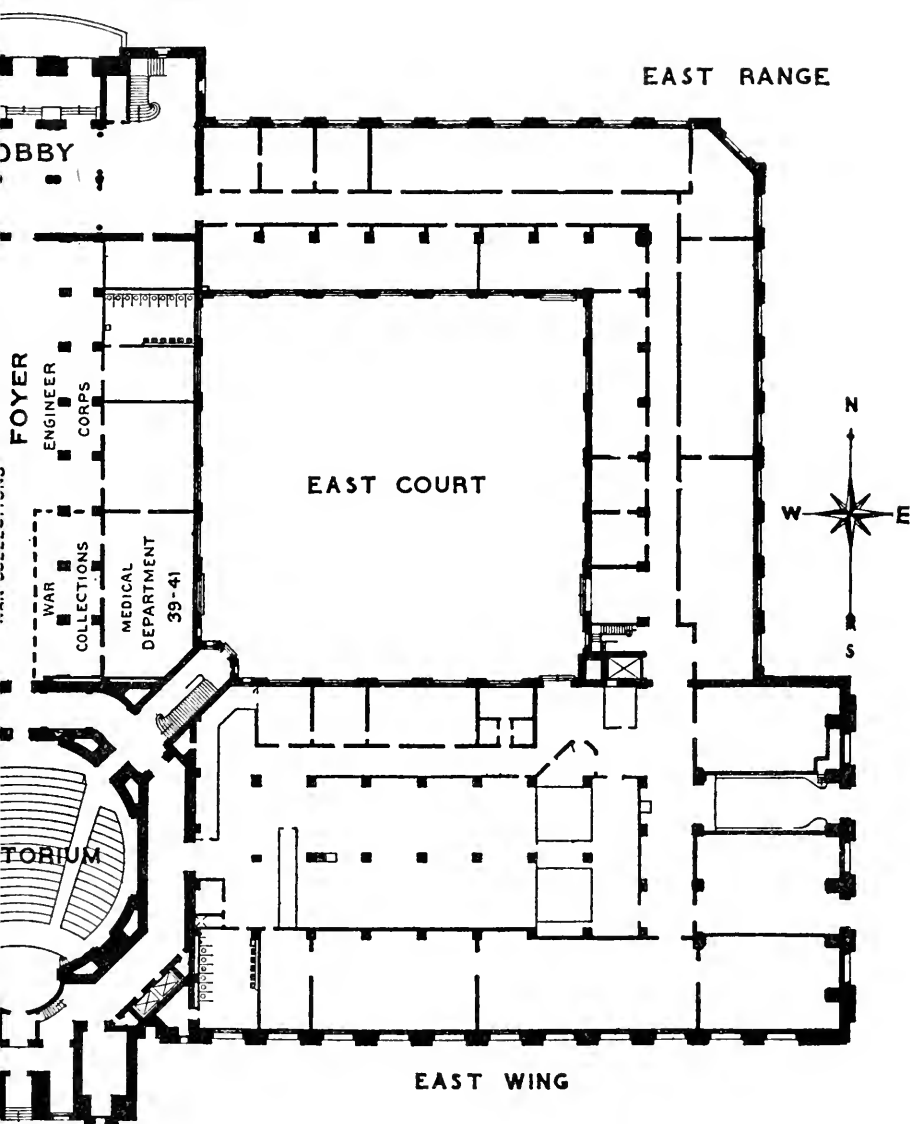 EAST RANGE
OBBY
FOYER
ENGINEER
CORPS
N
W
E
S
EAST COURT
WAR
COLLECTIONS
MEDICAL
DEPARTMENT
39-41
TORIUM
EAST WING